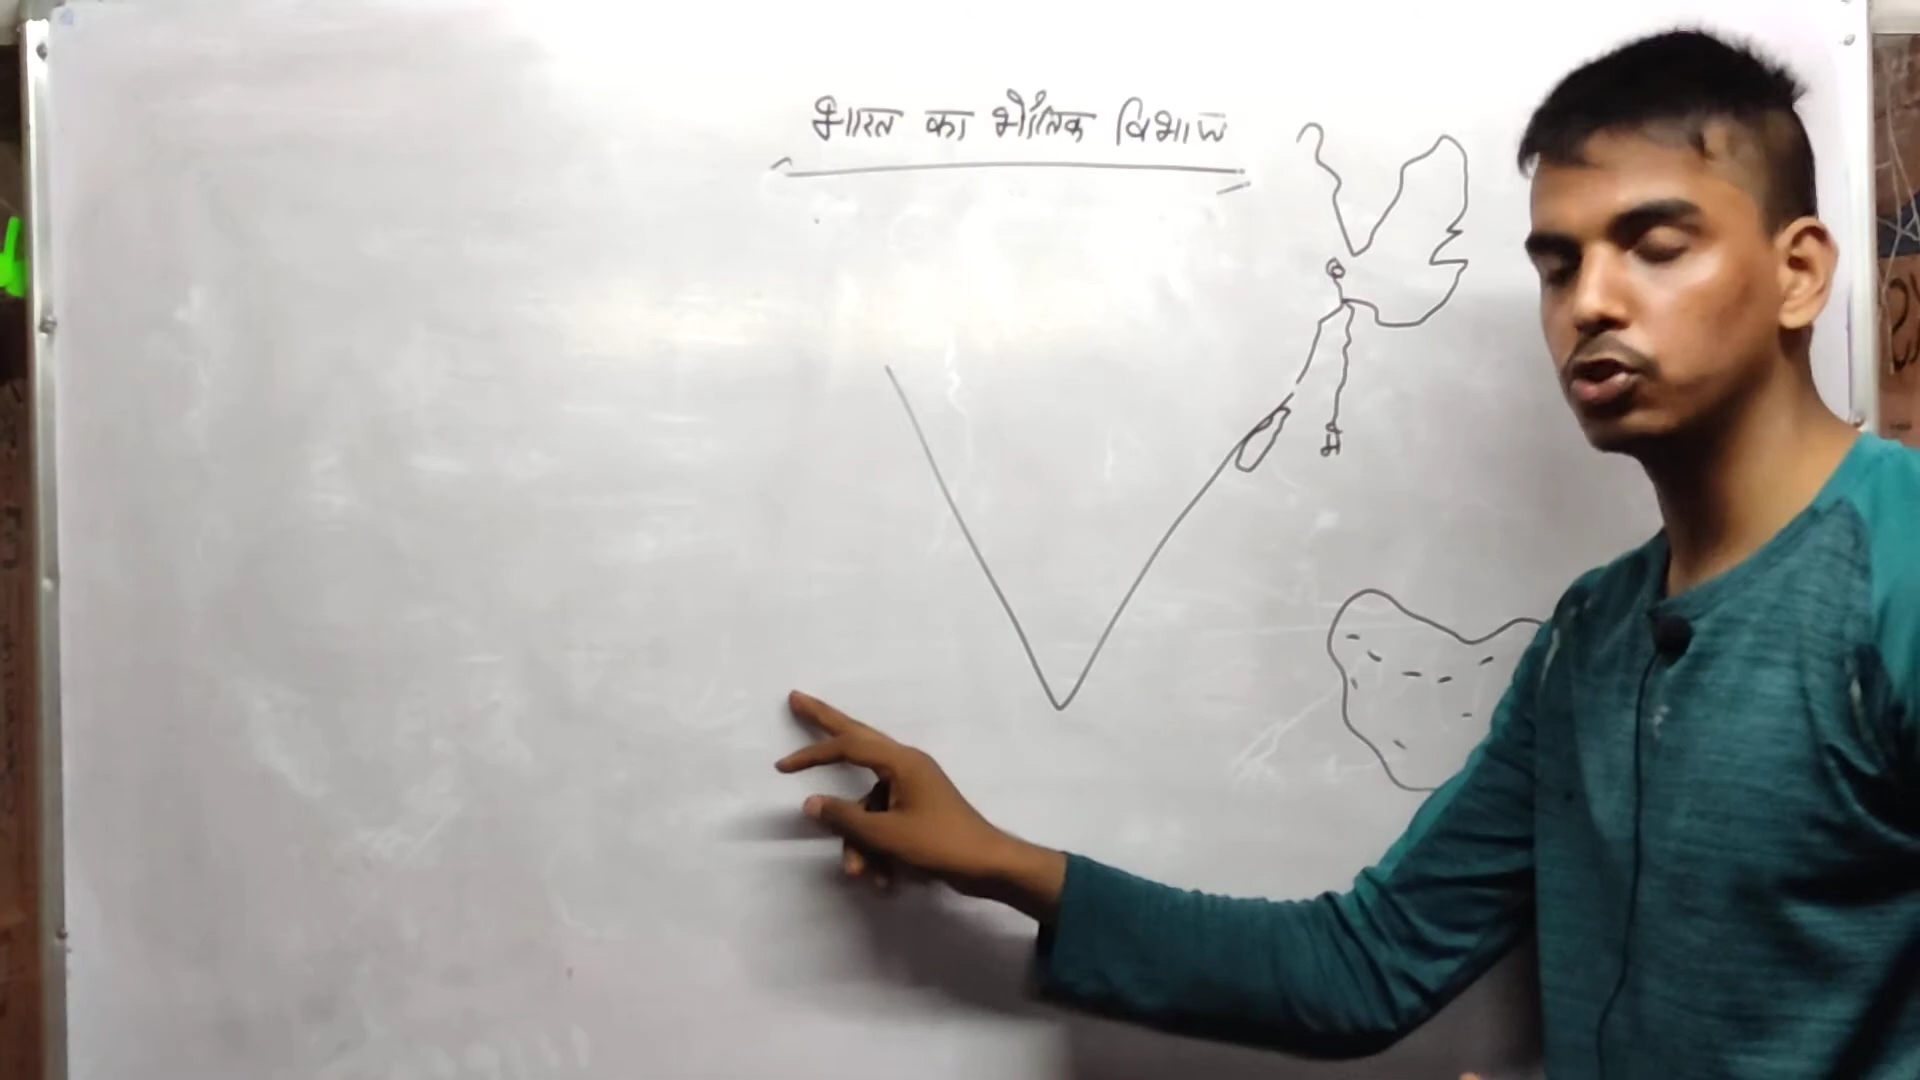 भारत का भौतिक विभाग
मे